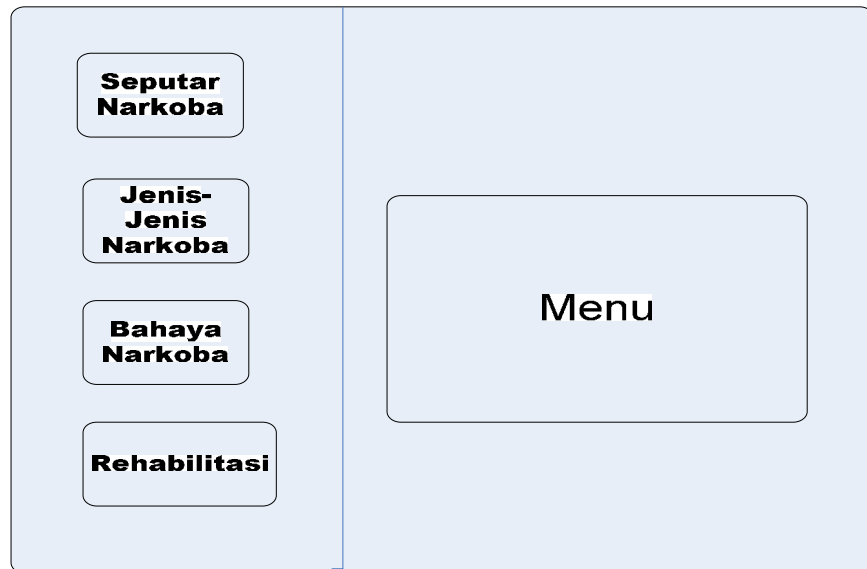 Seputar
Narkoba
Jenis-
Jenis
Narkoba
Bahaya
Narkoba
Rehabilitasi
Menu